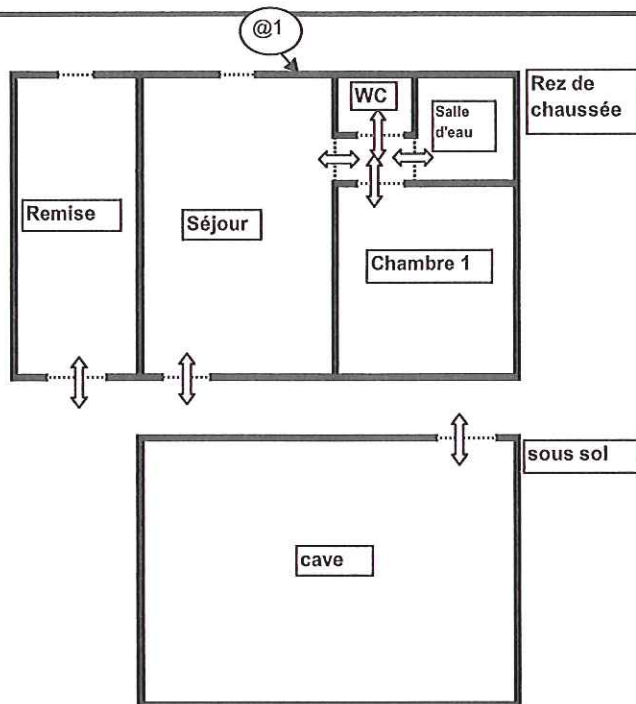 @1
Rez de
chaussée
WC
Salle
d'eau
Remise
Séjour
Chambre 1
sous sol
cave